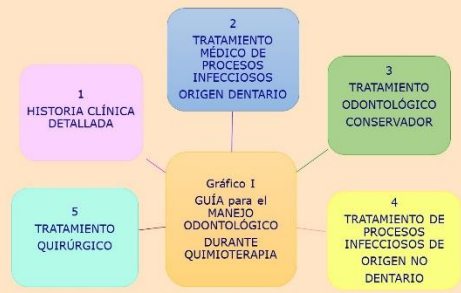 1
HISTORIA CLÍNICA
DETALLADA
2
TRATAMIENTO
MÉDICO DE
PROCESOS
INFECCIOSOS
ORIGEN DENTARIO
3
TRATAMIENTO
ODONTOLÓGICO
CONSERVADOR
Gráfico I
GUÍA para el
MANEJO
ODONTOLÓGICO
DURANTE
QUIMIOTERAPIA
4
TRATAMIENTO DE
PROCESOS
INFECCIOSOS DE
ORIGEN NO
DENTARIO
5
TRATAMIENTO
QUIRÚRGICO